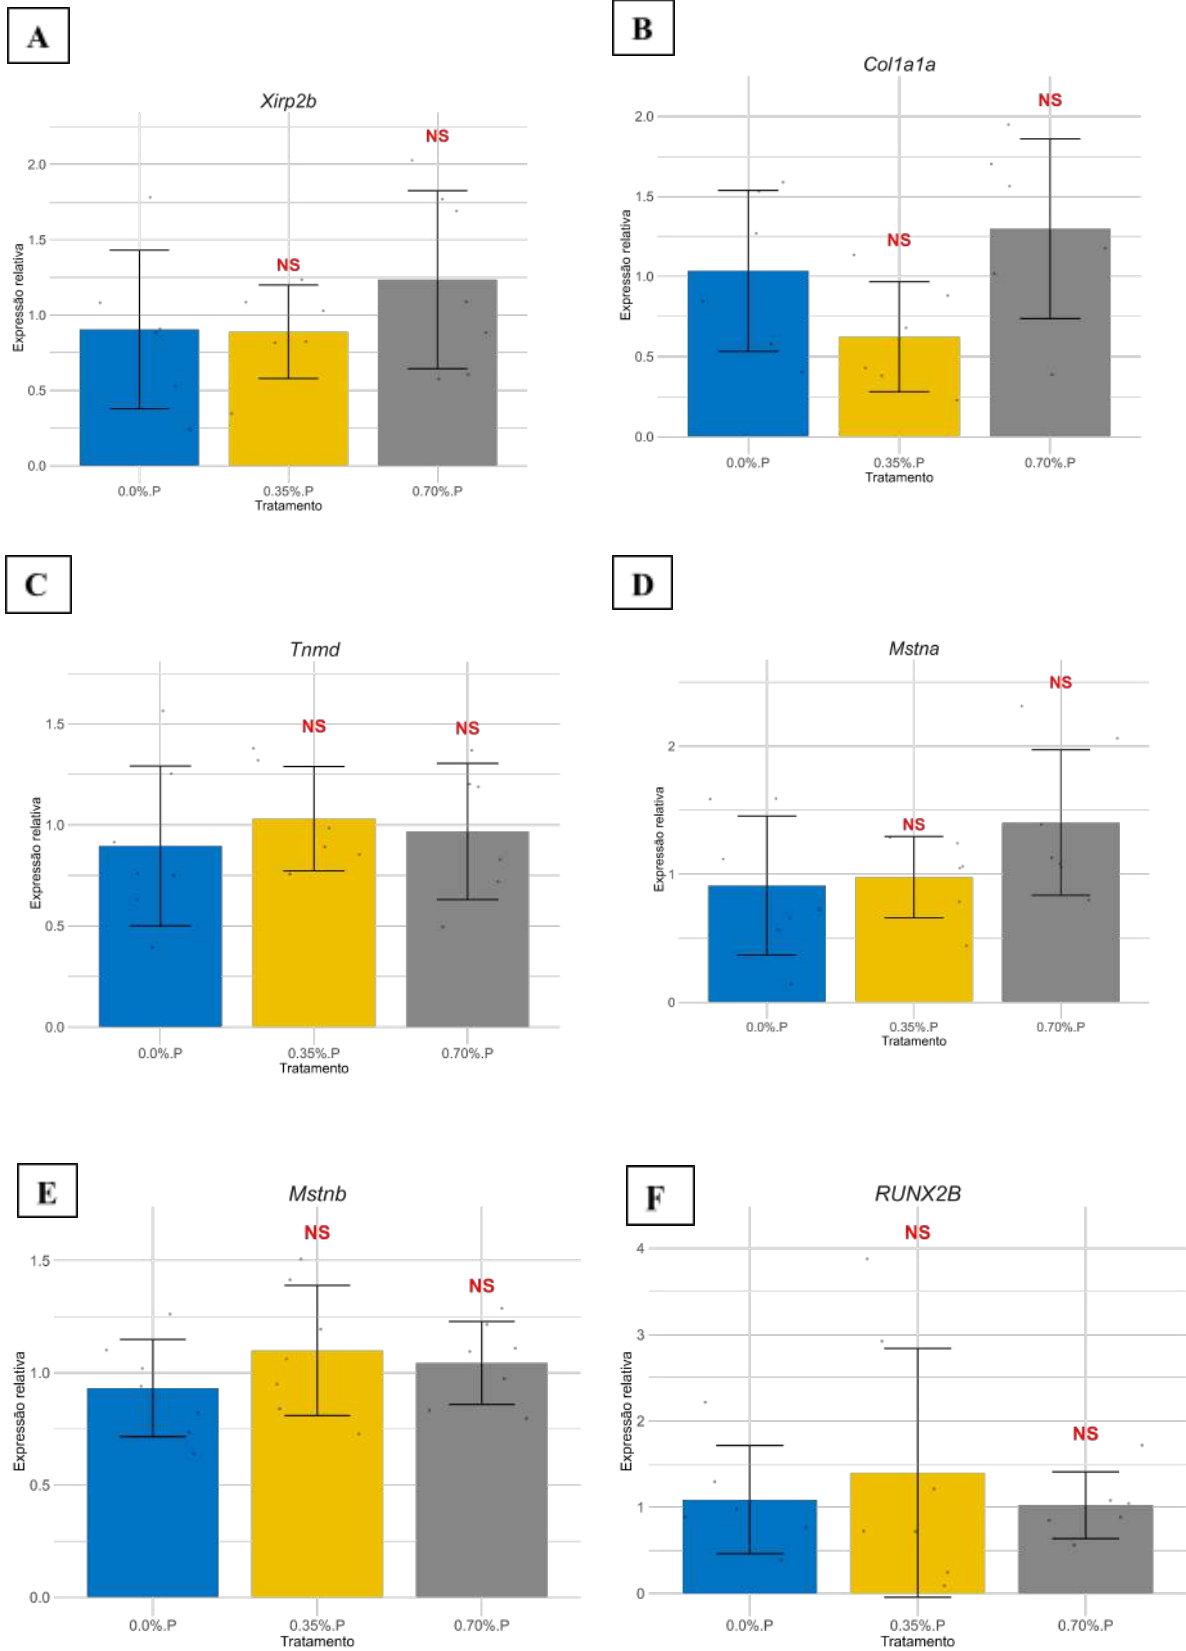 A
Xirp2b
Expressão relativa
2.0
1.5
1.0
0.5
0.0
NS
NS
0.0%.P
0.35%.P
0.70%.P
Tratamento
B
Col1a1a
Expressão relativa
2.0
1.5
1.0
0.5
0.0
NS
NS
0.0%.P
0.35%.P
0.70%.P
Tratamento
C
Tnmd
Expressão relativa
1.5
1.0
0.5
0.0
NS
NS
0.0%.P
0.35%.P
0.70%.P
Tratamento
D
Mstna
Expressão relativa
2
1
0
NS
NS
0.0%.P
0.35%.P
0.70%.P
Tratamento
E
Mstnb
Expressão relativa
1.5
1.0
0.5
0.0
NS
NS
0.0%.P
0.35%.P
0.70%.P
Tratamento
F
RUNX2B
Expressão relativa
4
3
2
1
0
NS
NS
0.0%.P
0.35%.P
0.70%.P
Tratamento